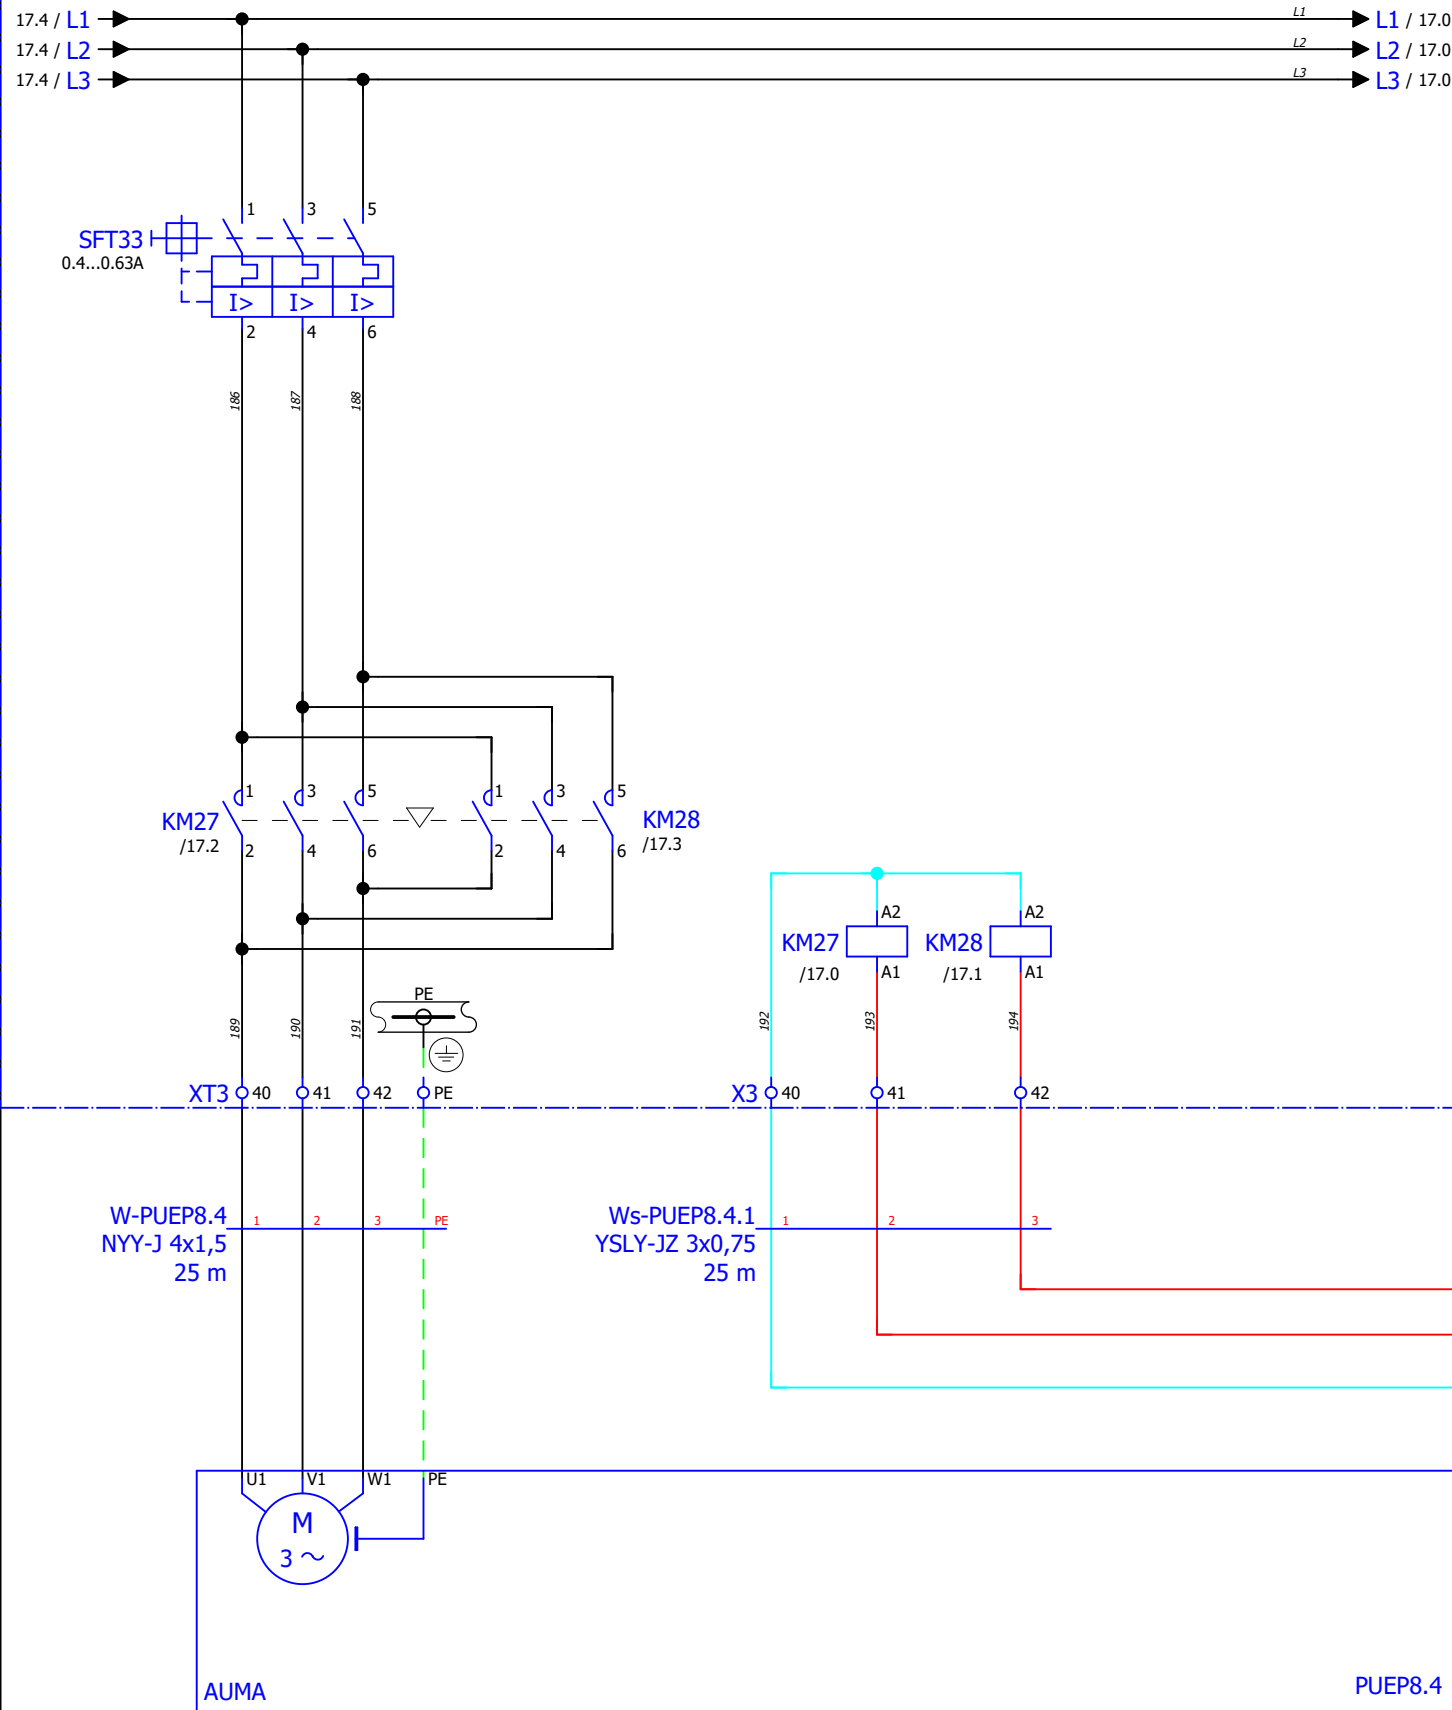 17.4 / L1
L1
L1 / 17.0
17.4 / L2
L2
L2 / 17.0
17.4 / L3
L3
L3 / 17.0
1 3 5
SFT33
0.4...0.63A
I> I> I>
2 4 6
186 187 188
1 3 5 1 3 5
KM27
/17.2
KM28
/17.3
2 4 6 2 4 6
A2 A2
KM27 KM28
/17.0 A1 /17.1 A1
PE
189 190 191 192 193 194
XT3 40 41 42 PE
X3 40 41 42
W-PUEP8.4 1 2 3 PE
NYY-J 4x1,5
25 m
Ws-PUEP8.4.1 1 2 3
YSLY-JZ 3x0,75
25 m
U1 V1 W1 PE
M
3 ~
AUMA
PUEP8.4